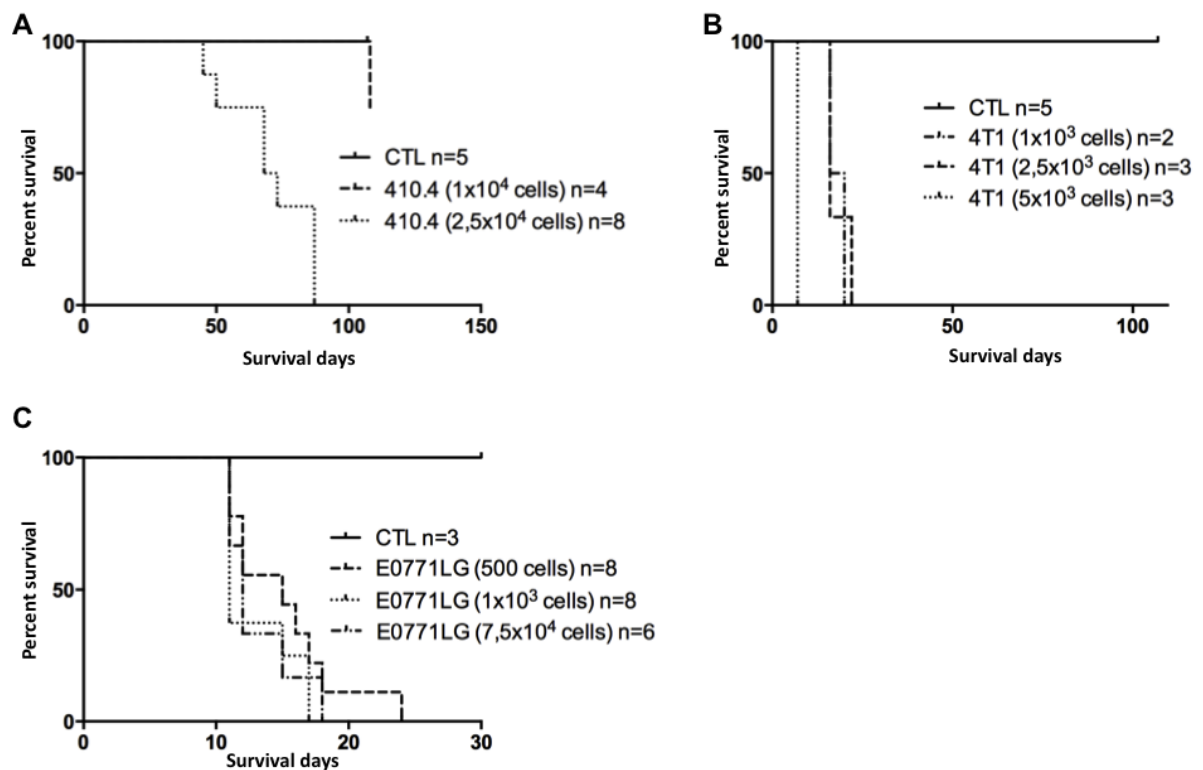 A
100
50
0
0
50
100
150
Percent survival
Survival days
CTL n=5
410.4 (1x10⁴ cells) n=4
410.4 (2,5x10⁴ cells) n=8
B
100
50
0
0
50
100
Percent survival
Survival days
CTL n=5
4T1 (1x10³ cells) n=2
4T1 (2,5x10³ cells) n=3
4T1 (5x10³ cells) n=3
C
100
50
0
0
10
20
30
Percent survival
Survival days
CTL n=3
E0771LG (500 cells) n=8
E0771LG (1x10³ cells) n=8
E0771LG (7,5x10⁴ cells) n=6